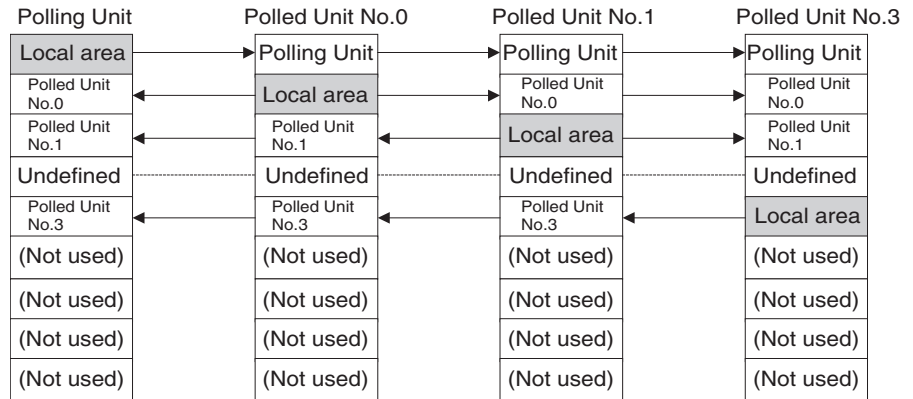 Polling Unit Polled Unit No.0 Polled Unit No.1 Polled Unit No.3
Local area Polling Unit Polling Unit Polling Unit
Polled Unit No.0 Local area Polled Unit No.0 Polled Unit No.0
Polled Unit No.1 Polled Unit No.1 Local area Polled Unit No.1
Undefined Undefined Undefined Undefined
Polled Unit No.3 Polled Unit No.3 Polled Unit No.3 Local area
(Not used) (Not used) (Not used) (Not used)
(Not used) (Not used) (Not used) (Not used)
(Not used) (Not used) (Not used) (Not used)
(Not used) (Not used) (Not used) (Not used)